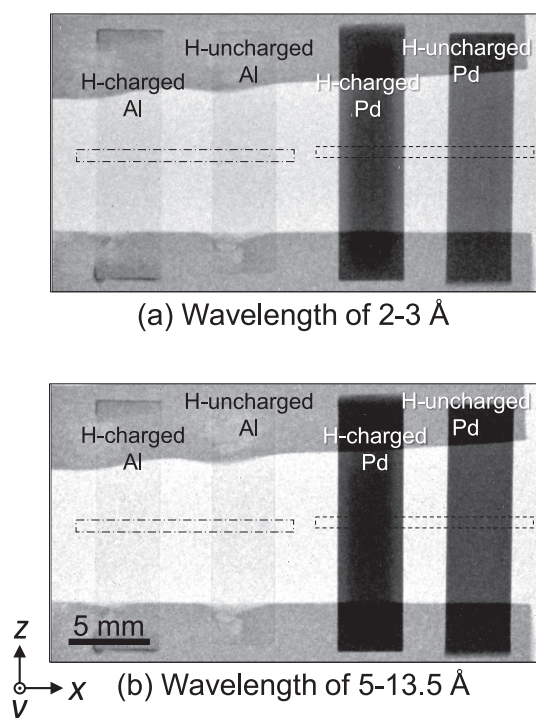 H-uncharged
Al
H-charged
Al
H-uncharged
Pd
H-charged
Pd
(a) Wavelength of 2-3 Å
H-uncharged
Al
H-charged
Al
H-uncharged
Pd
H-charged
Pd
5 mm
z
y
x
(b) Wavelength of 5-13.5 Å